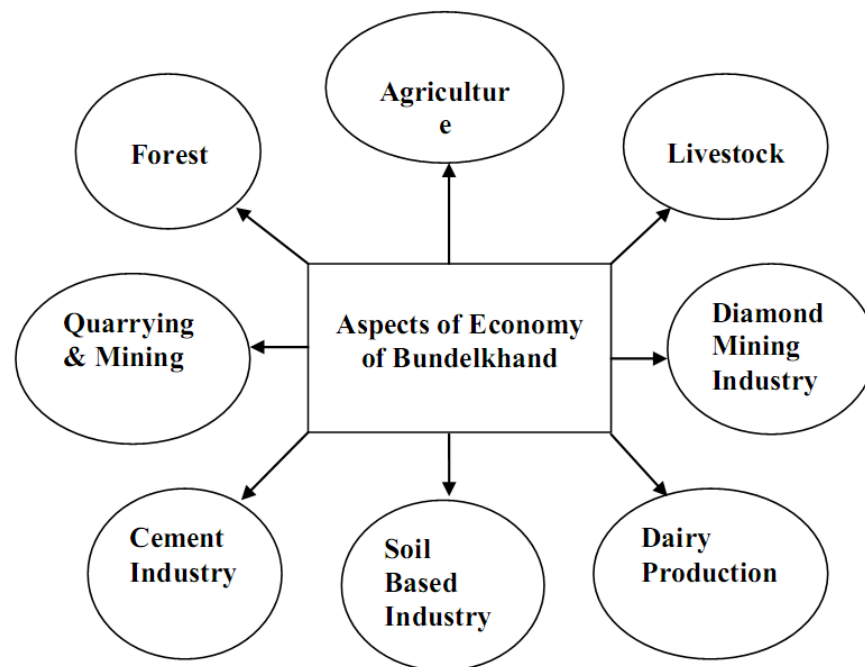 Agricultur
e
Forest
Livestock
Quarrying
& Mining
Aspects of Economy
of Bundelkhand
Diamond
Mining
Industry
Cement
Industry
Soil
Based
Industry
Dairy
Production